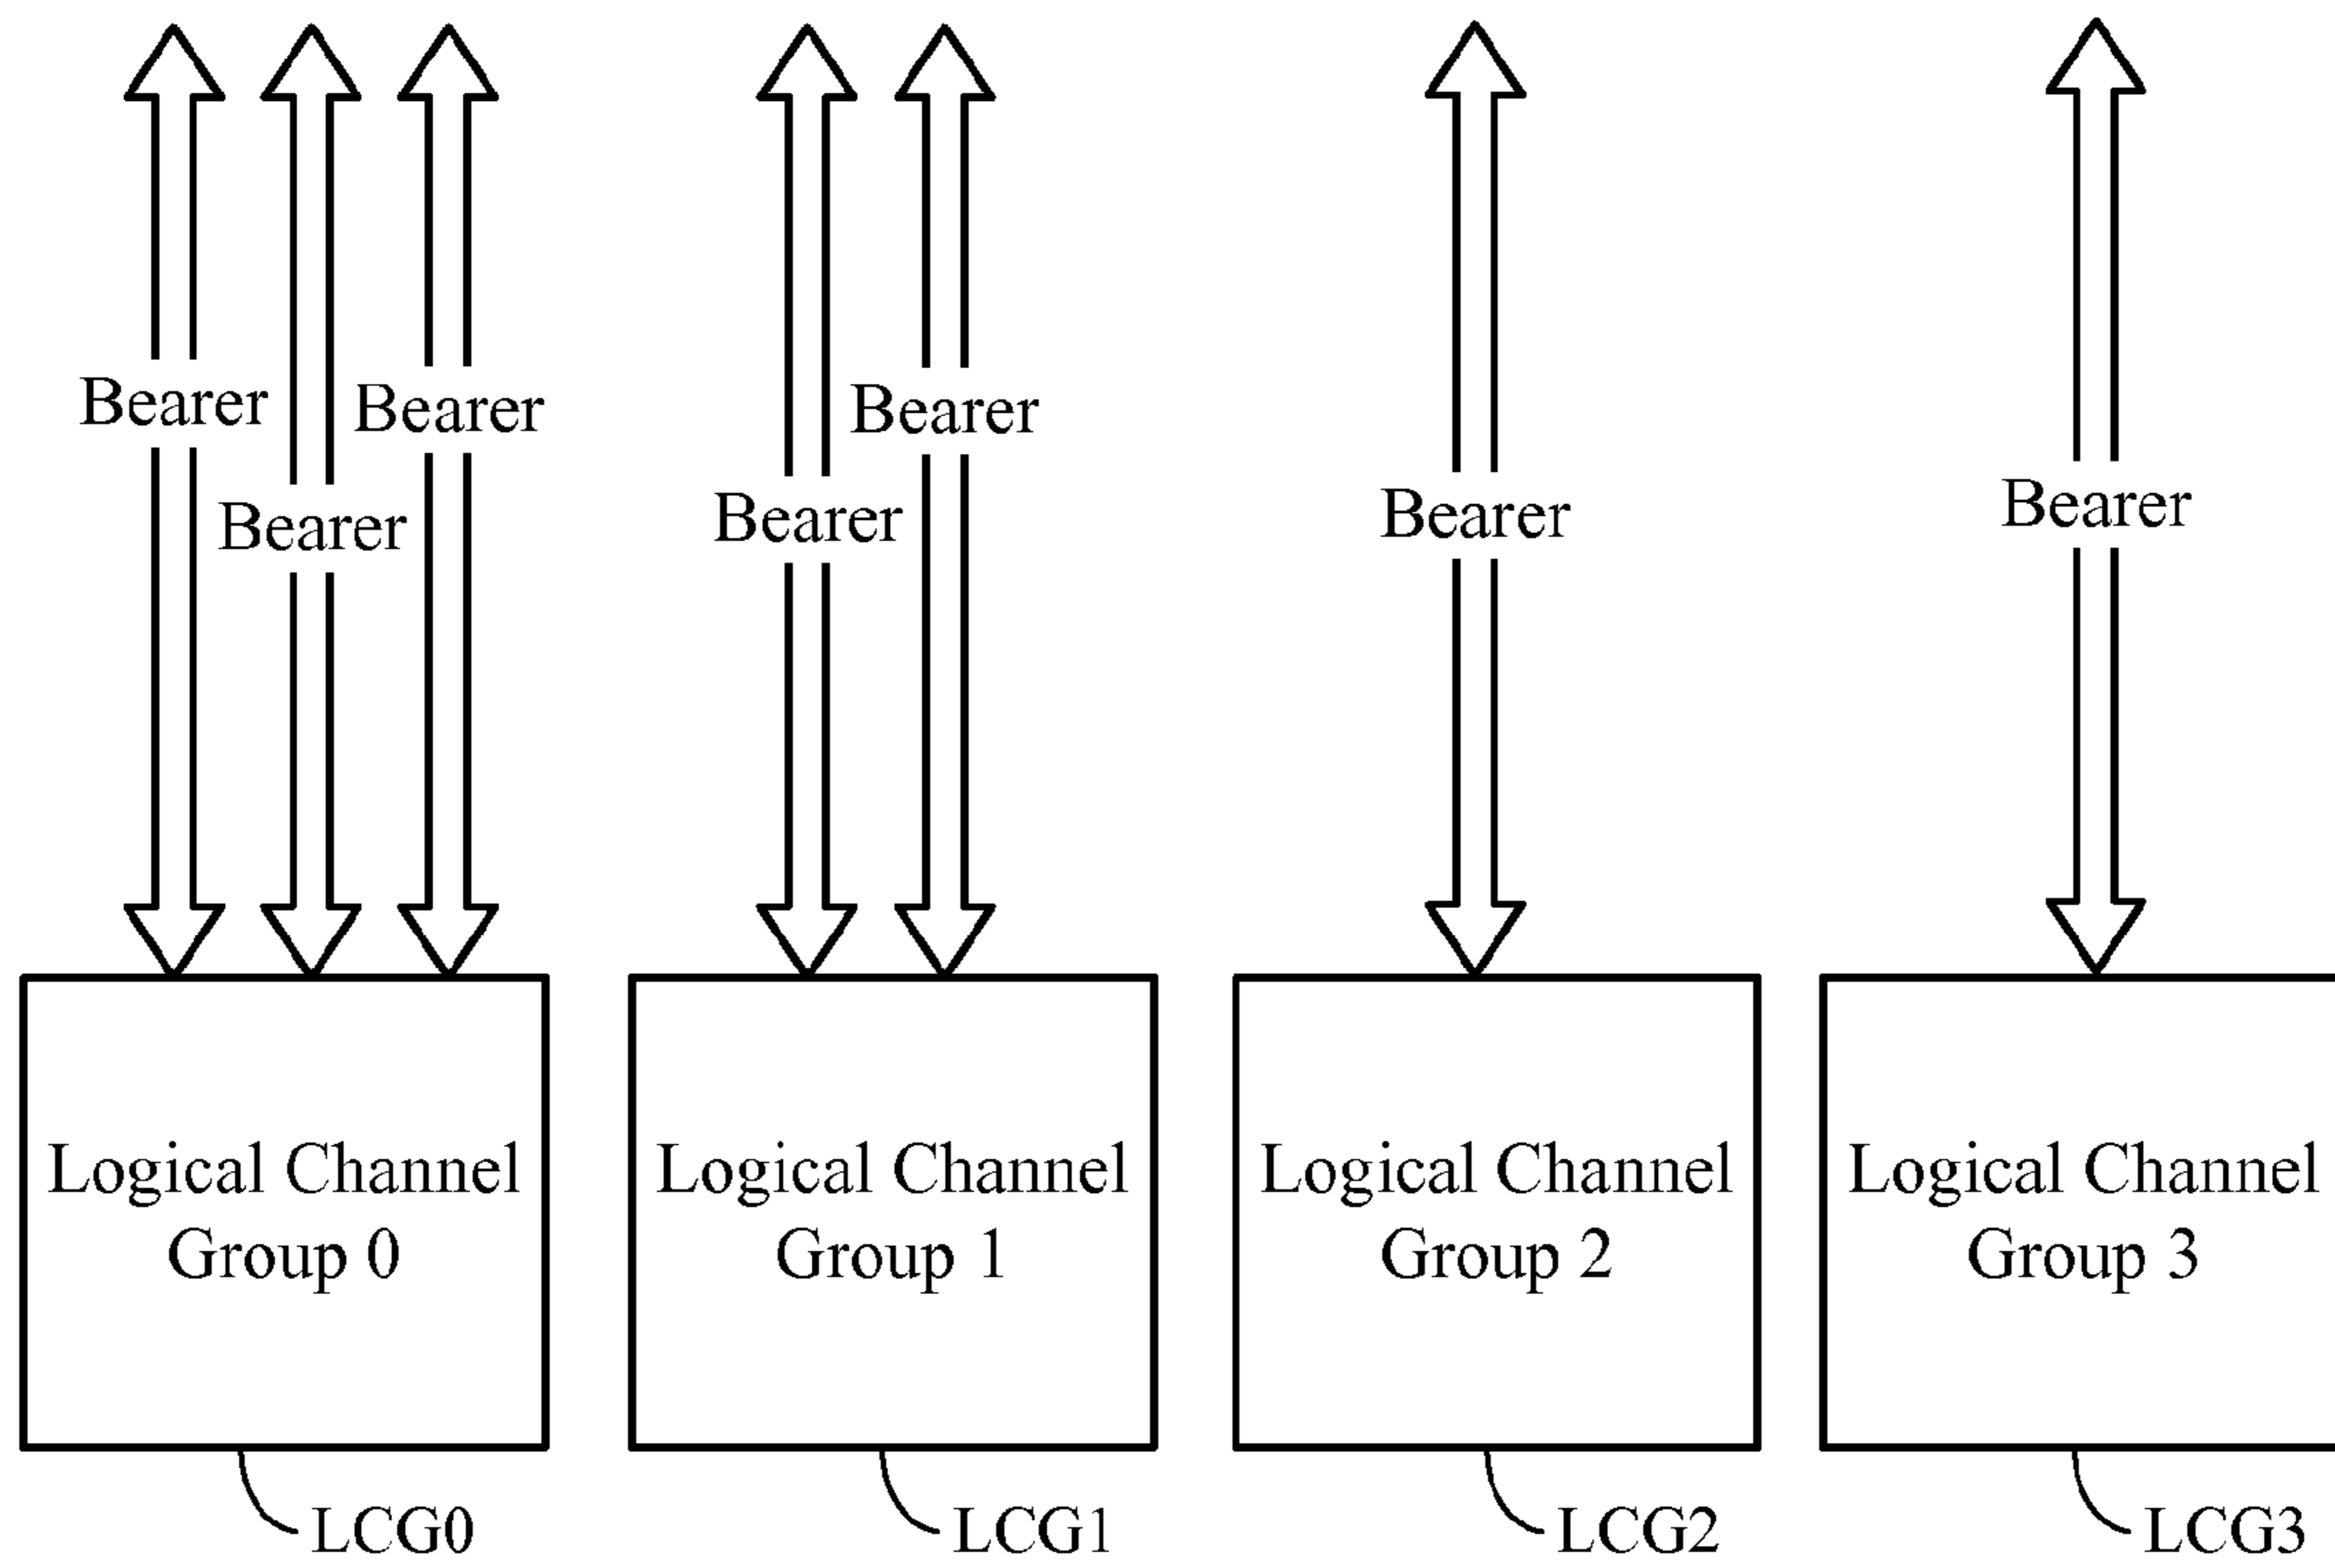 Bearer
Bearer
Bearer
Bearer
Bearer
Bearer
Bearer
Logical Channel
Group 0
Logical Channel
Group 1
Logical Channel
Group 2
Logical Channel
Group 3
LCG0
LCG1
LCG2
LCG3